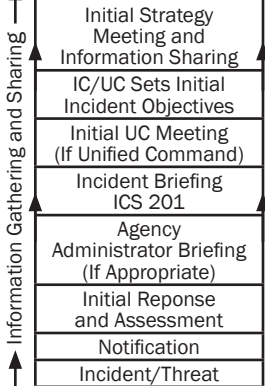 Information Gathering and Sharing
Initial Strategy
Meeting and
Information Sharing
IC/UC Sets Initial
Incident Objectives
Initial UC Meeting
(If Unified Command)
Incident Briefing
ICS 201
Agency
Administrator Briefing
(If Appropriate)
Initial Reponse
and Assessment
Notification
Incident/Threat